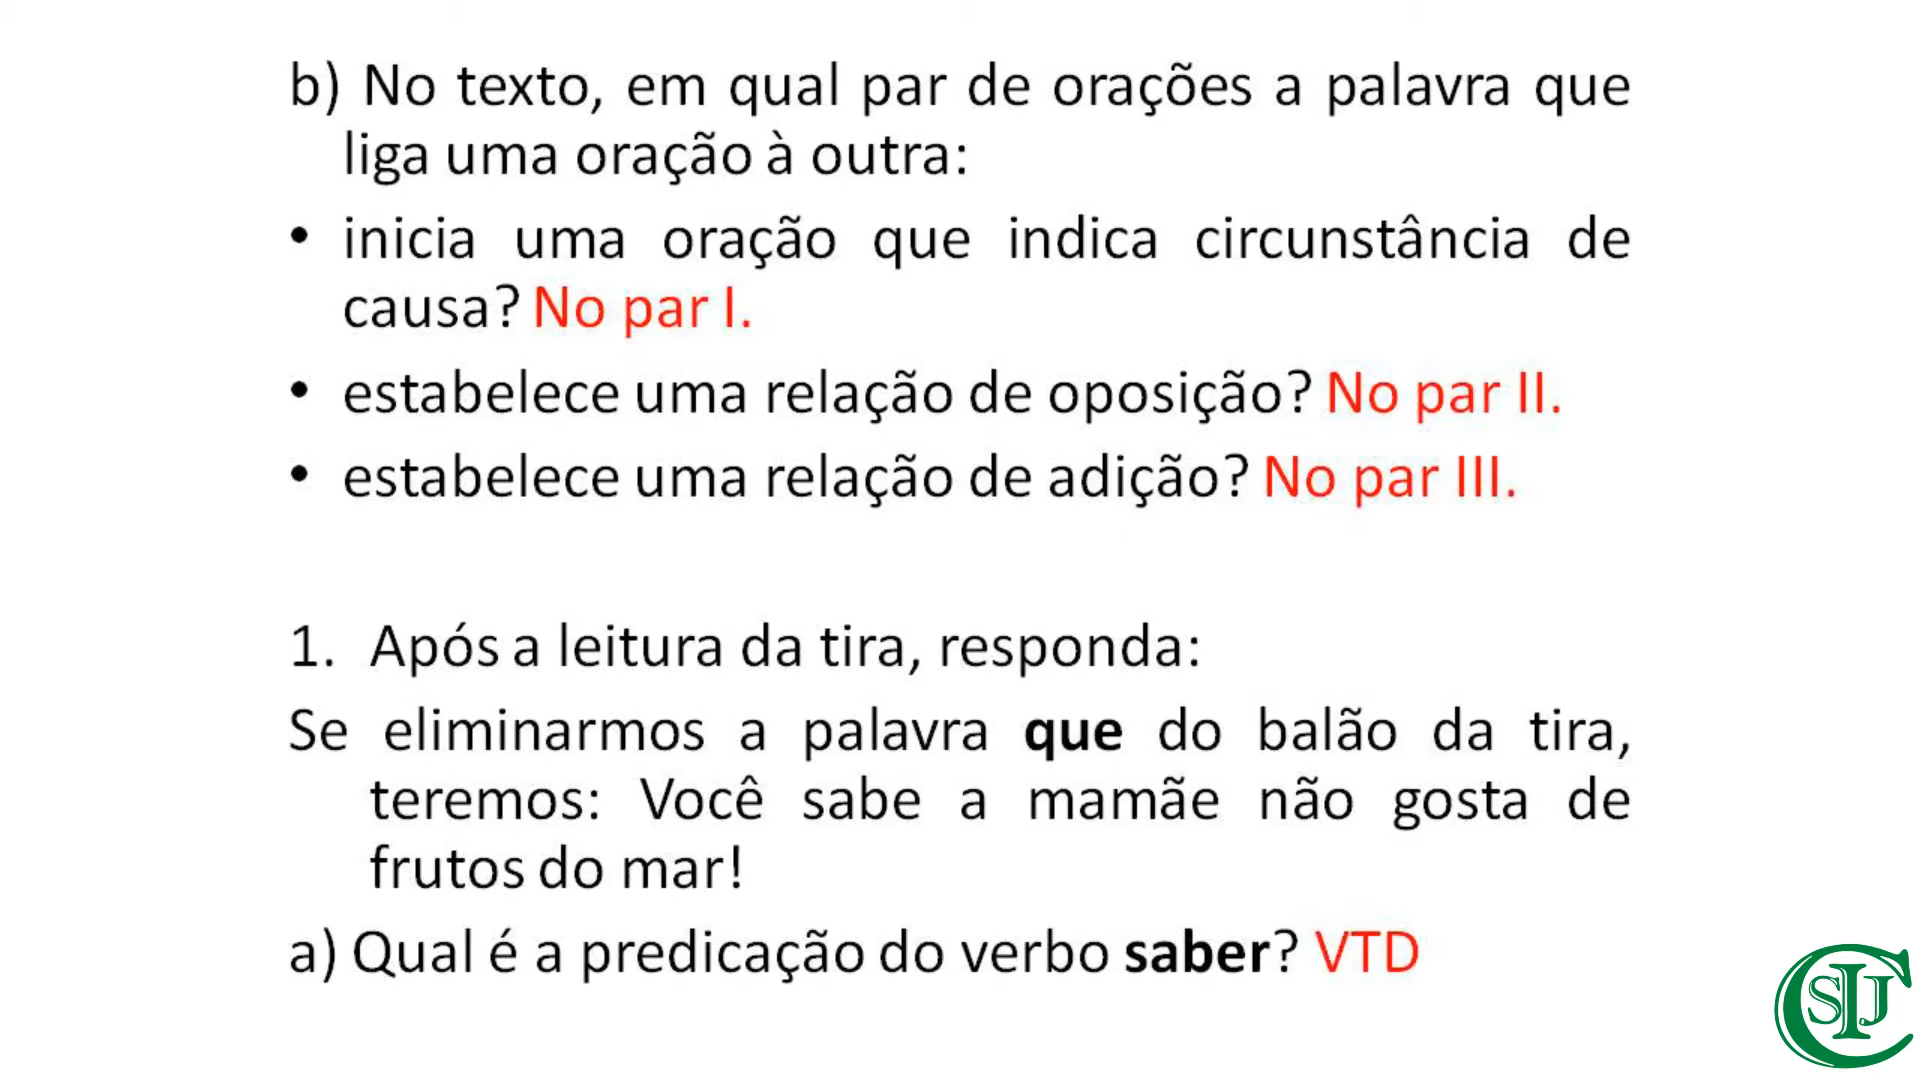 b) No texto, em qual par de orações a palavra que
liga uma oração à outra:
• inicia uma oração que indica circunstância de
causa? No par I.
• estabelece uma relação de oposição? No par II.
• estabelece uma relação de adição? No par III.
1. Após a leitura da tira, responda:
Se eliminarmos a palavra que do balão da tira,
teremos: Você sabe a mamãe não gosta de
frutos do mar!
a) Qual é a predicação do verbo saber? VTD
CSIJ